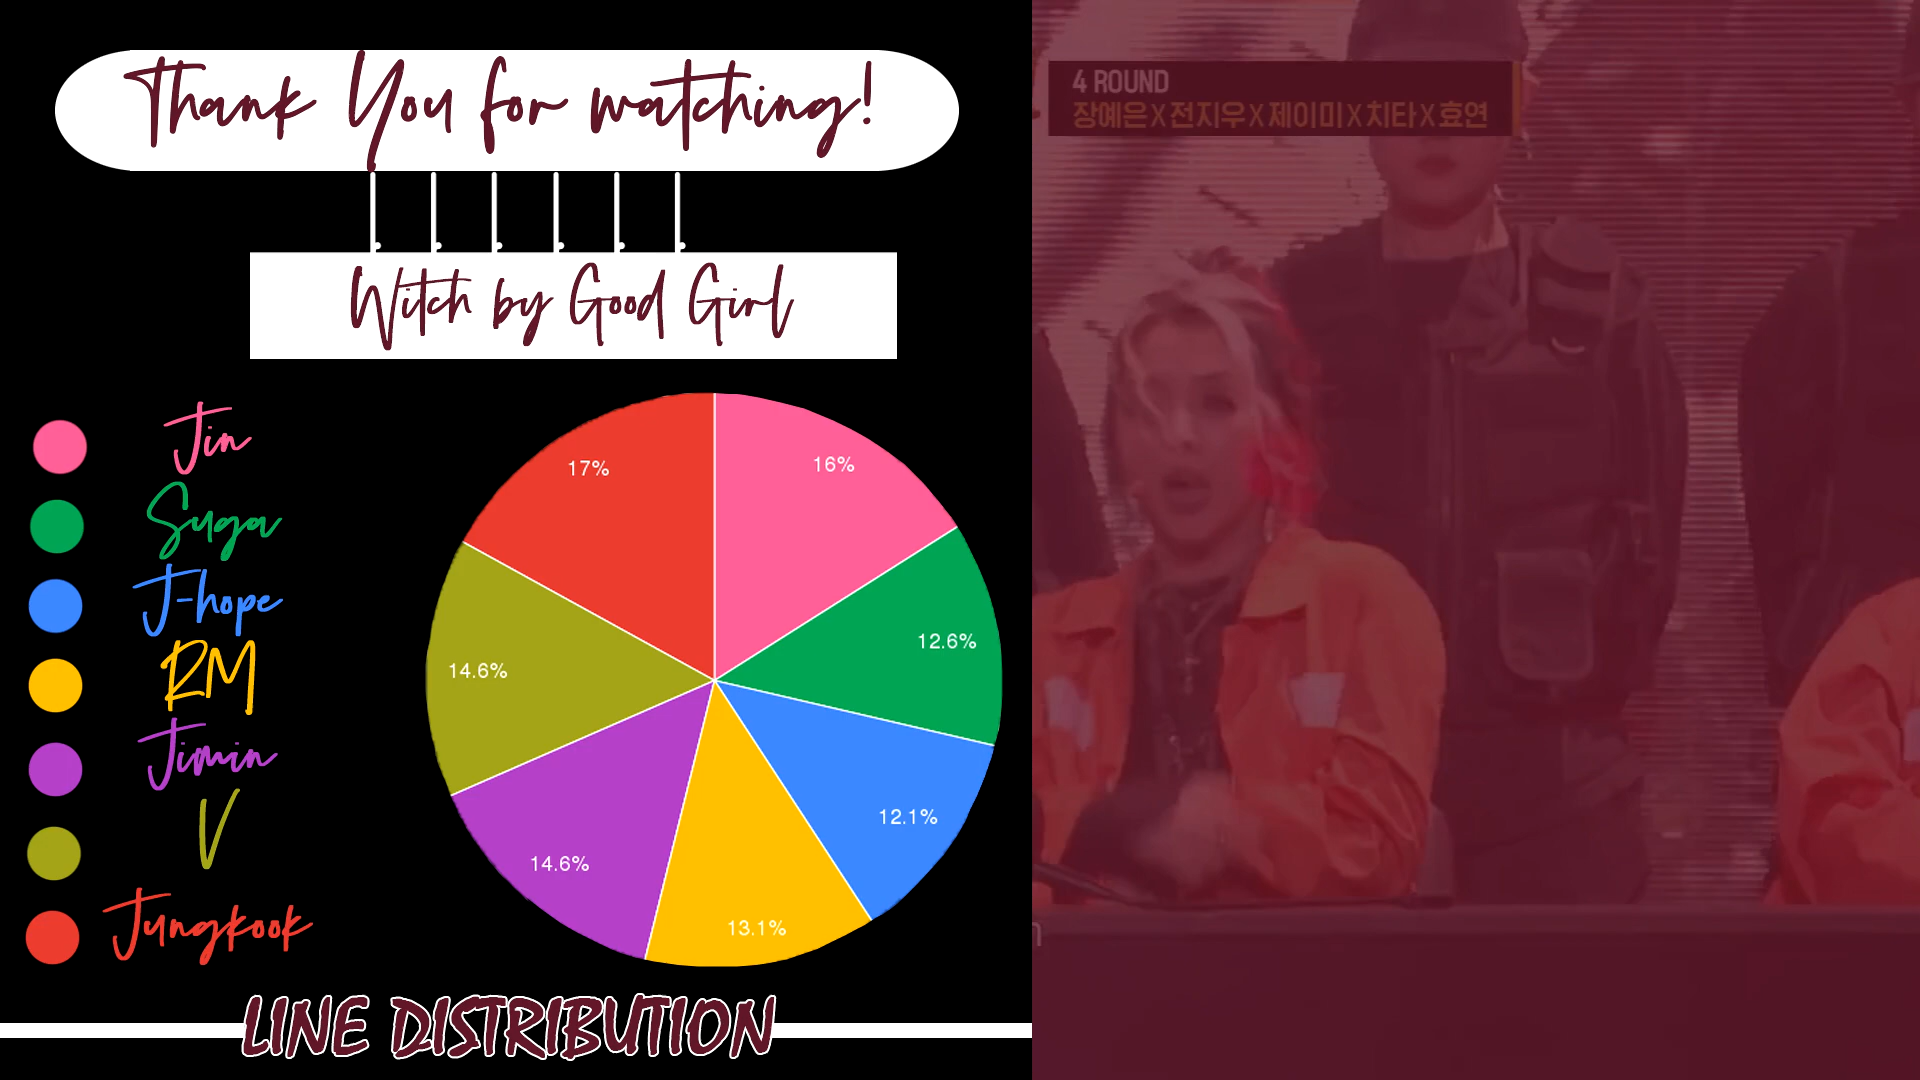 Thank You for watching!
Witch by Good Girl
4 ROUND
장예은X전지우X제이미X치타X효연
Jin
Suga
J-hope
RM
Jimin
V
Jungkook
17%
16%
12.6%
14.6%
12.1%
14.6%
13.1%
LINE DISTRIBUTION